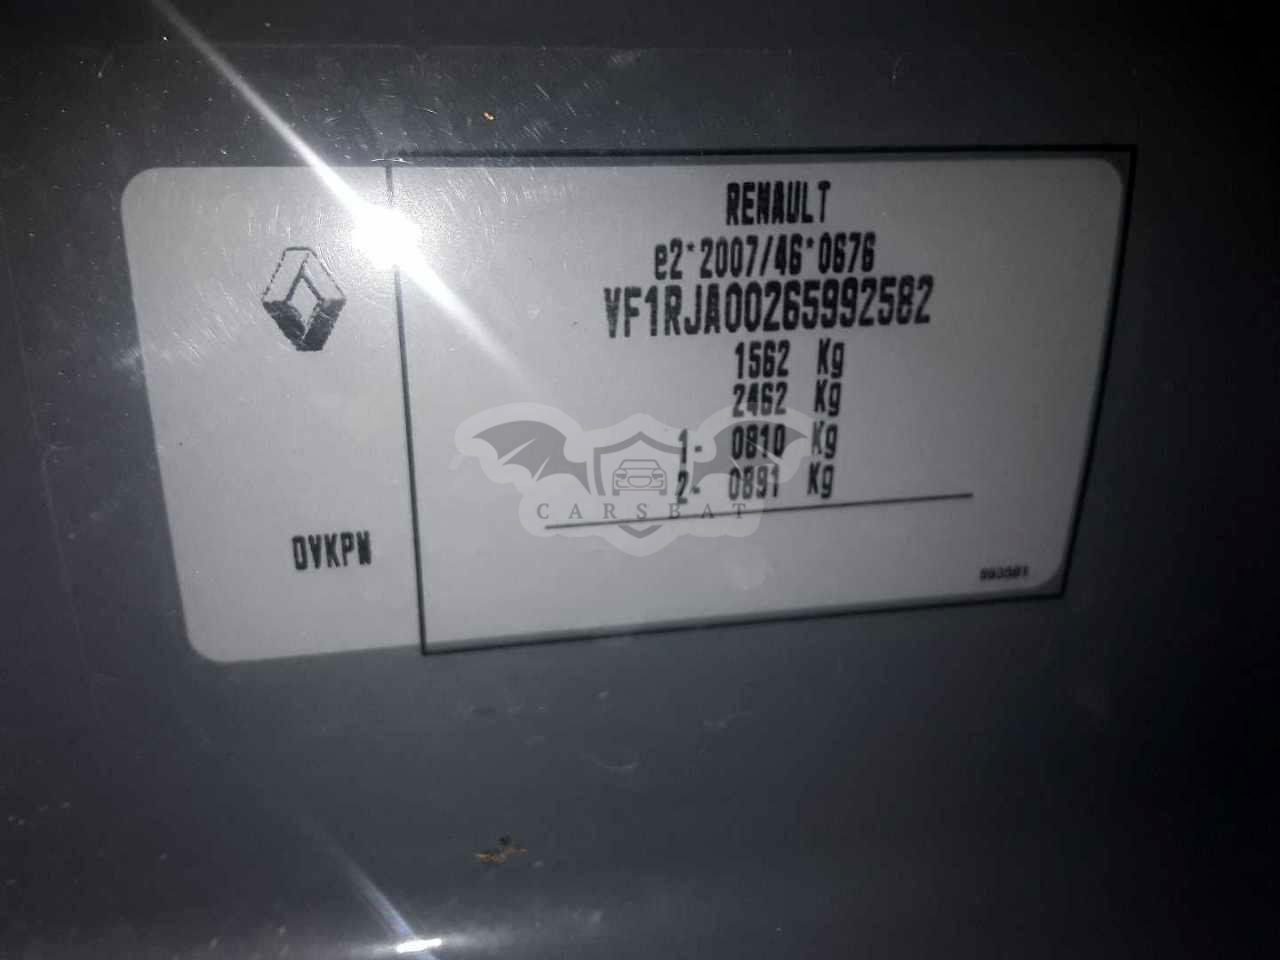 RENAULT
e2*2007/46*0676
VF1RJA00265992582
1562 Kg
2462 Kg
1- 0810 Kg
2- 0891 Kg
CARSBAT
OVKPN